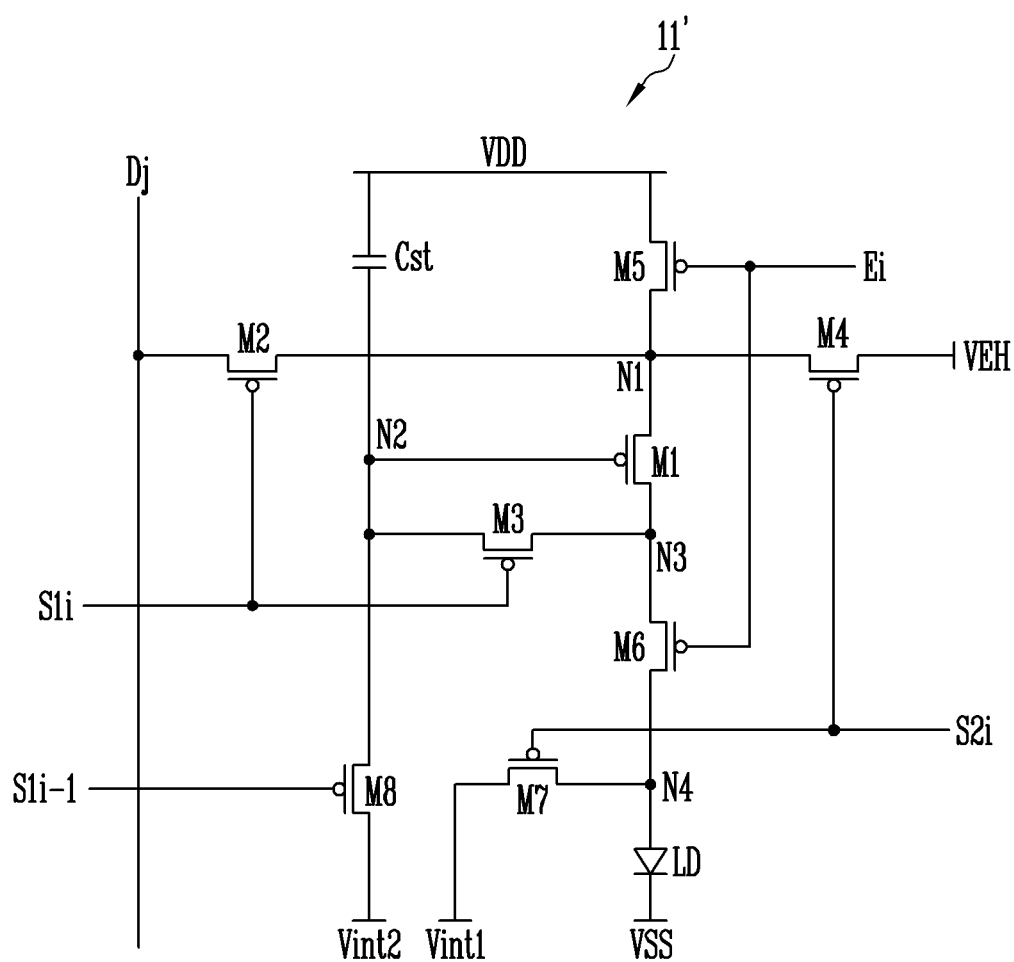 11'
VDD
Dj
Cst
M5
Ei
M2
M4
N1
VEH
N2
M1
M3
N3
S1i
M6
S2i
S1i-1
M8
M7
N4
LD
Vint2
Vint1
VSS